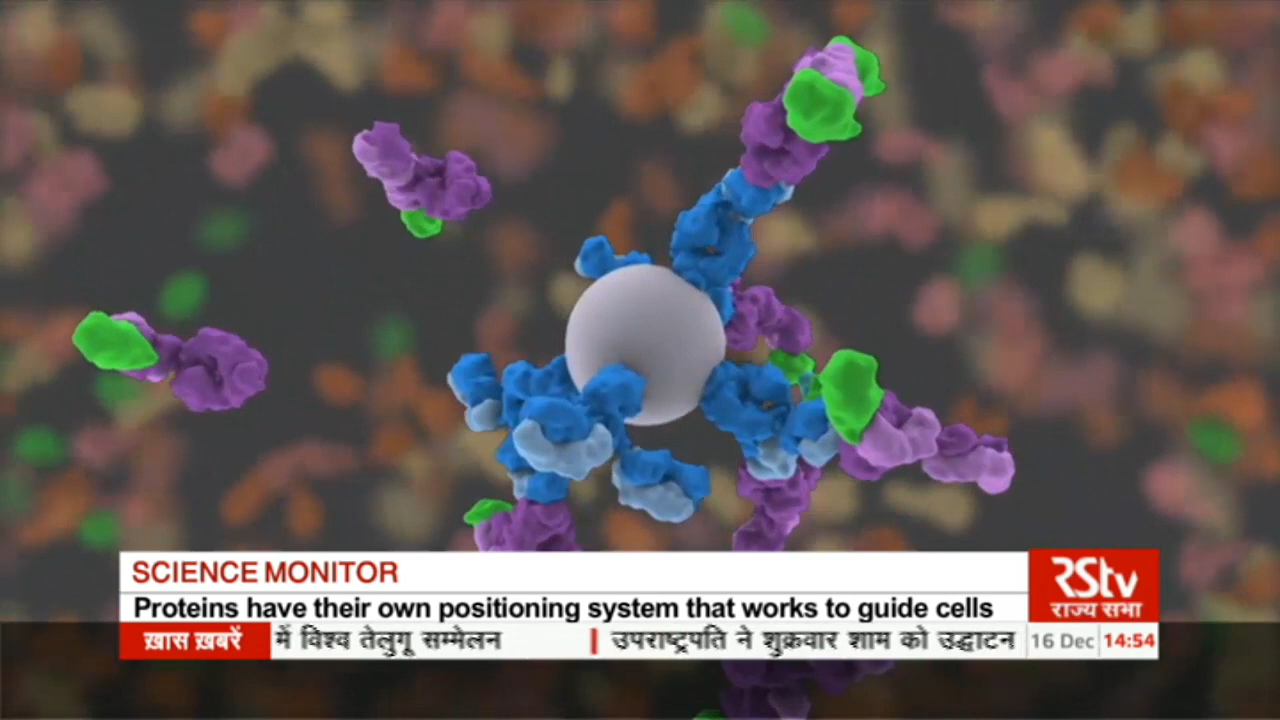 SCIENCE MONITOR
Proteins have their own positioning system that works to guide cells
RStv
राज्य सभा
ख़ास ख़बरें
में विश्व तेलुगू सम्मेलन | उपराष्ट्रपति ने शुक्रवार शाम को उद्घाटन
16 Dec 14:54